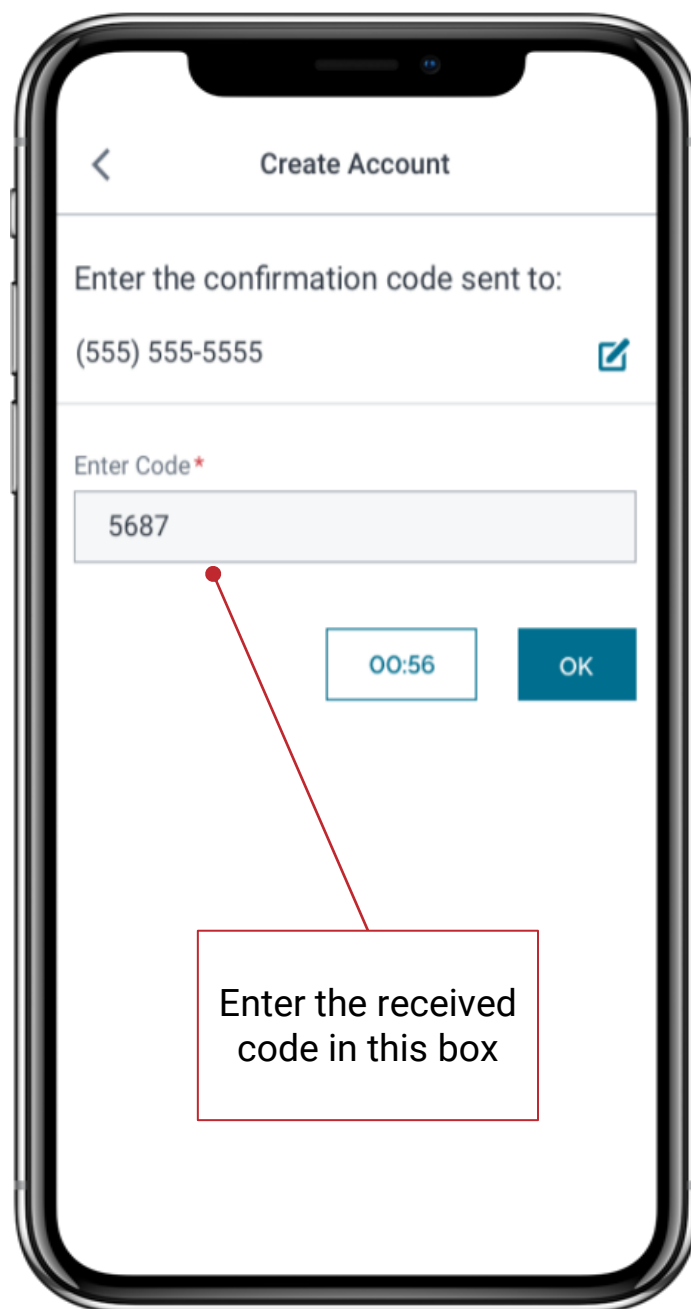 Create Account
Enter the confirmation code sent to:
(555) 555-5555
Enter Code*
5687
00:56
OK
Enter the received
code in this box